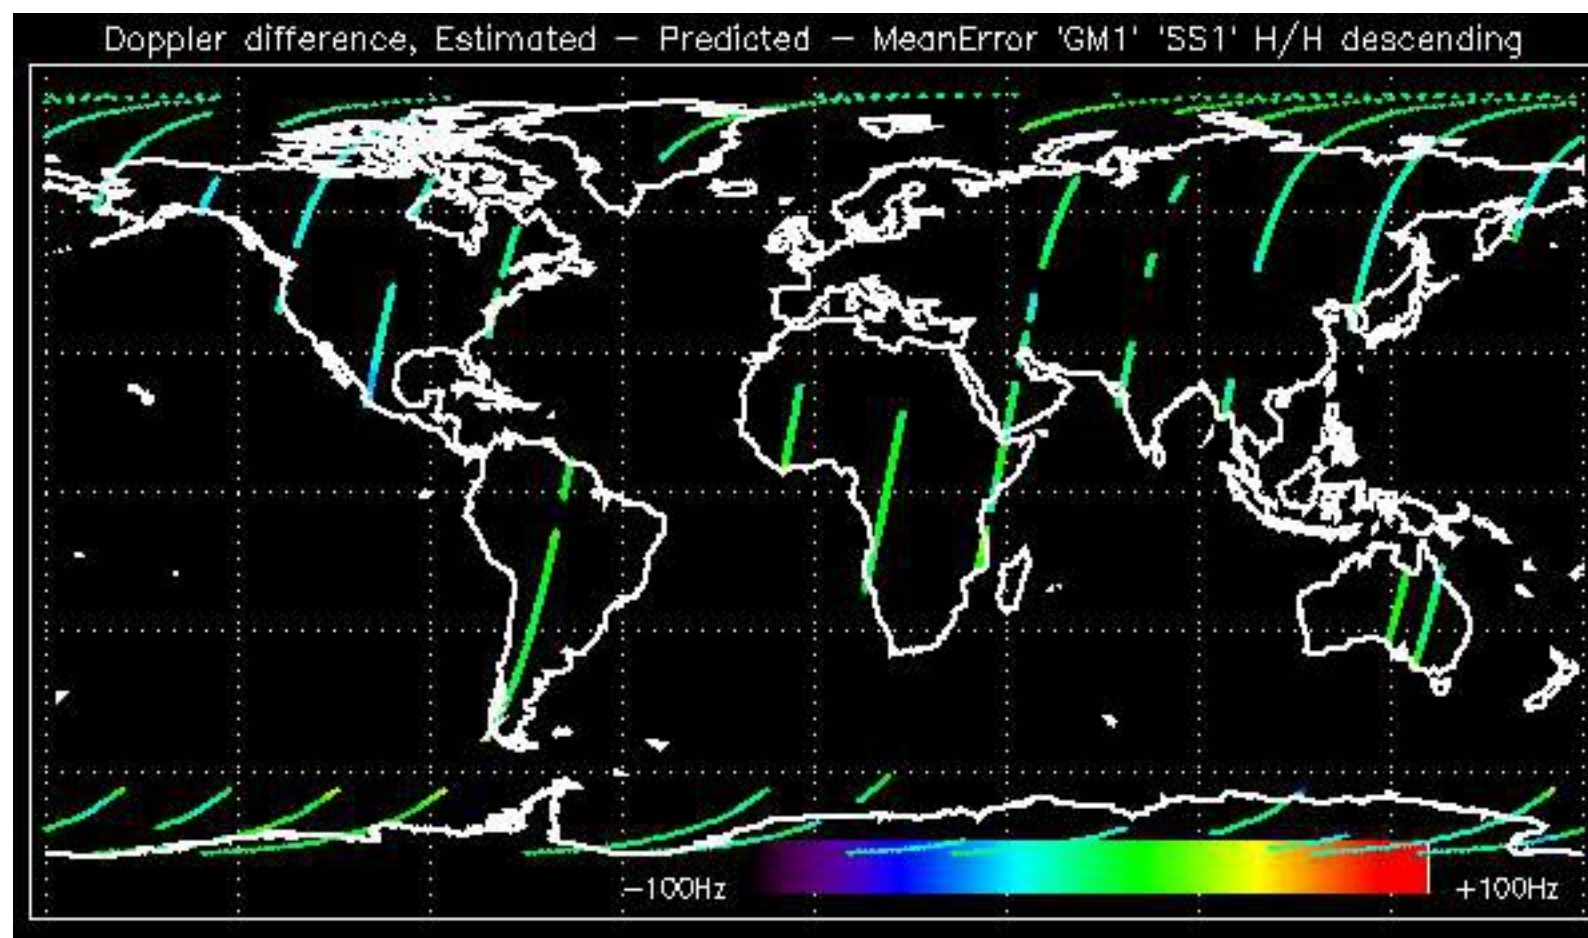 Doppler difference, Estimated – Predicted – MeanError 'GM1' 'SS1' H/H descending
–100Hz +100Hz